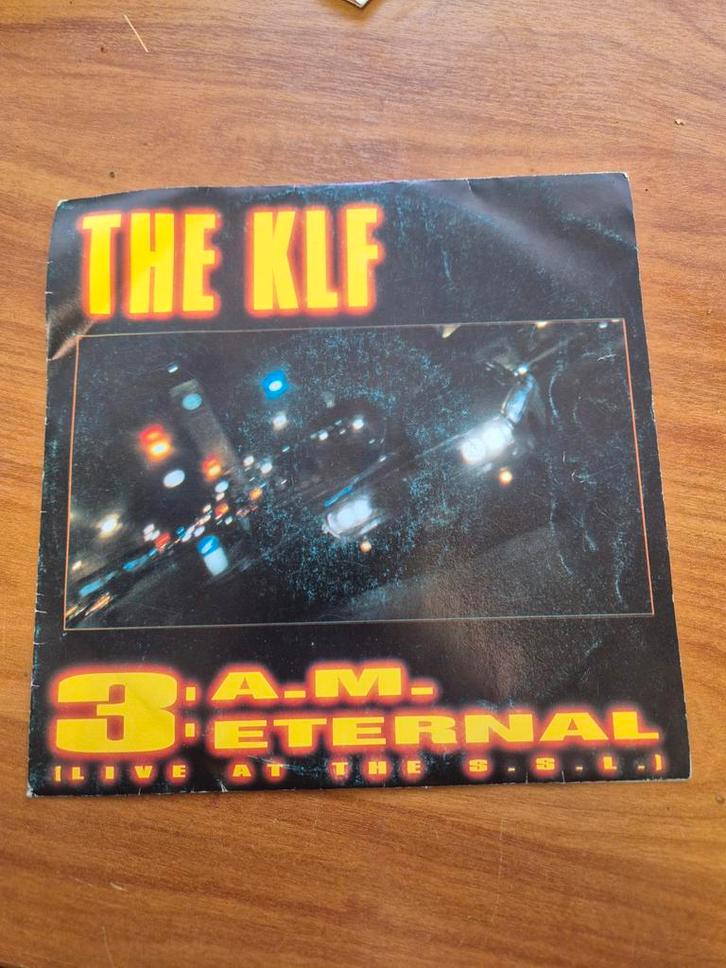 THE KLF
3:A.M.
:ETERNAL
(LIVE AT THE S.S.L.)